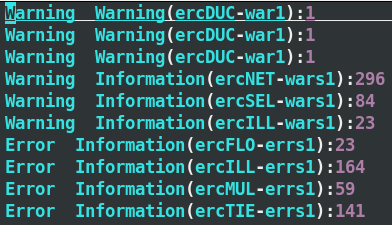 Warning  Warning(ercDUC-war1):1
Warning  Warning(ercDUC-war1):1
Warning  Warning(ercDUC-war1):1
Warning  Information(ercNET-wars1):296
Warning  Information(ercSEL-wars1):84
Warning  Information(ercILL-wars1):23
Error  Information(ercFLO-errs1):23
Error  Information(ercILL-errs1):164
Error  Information(ercMUL-errs1):59
Error  Information(ercTIE-errs1):141